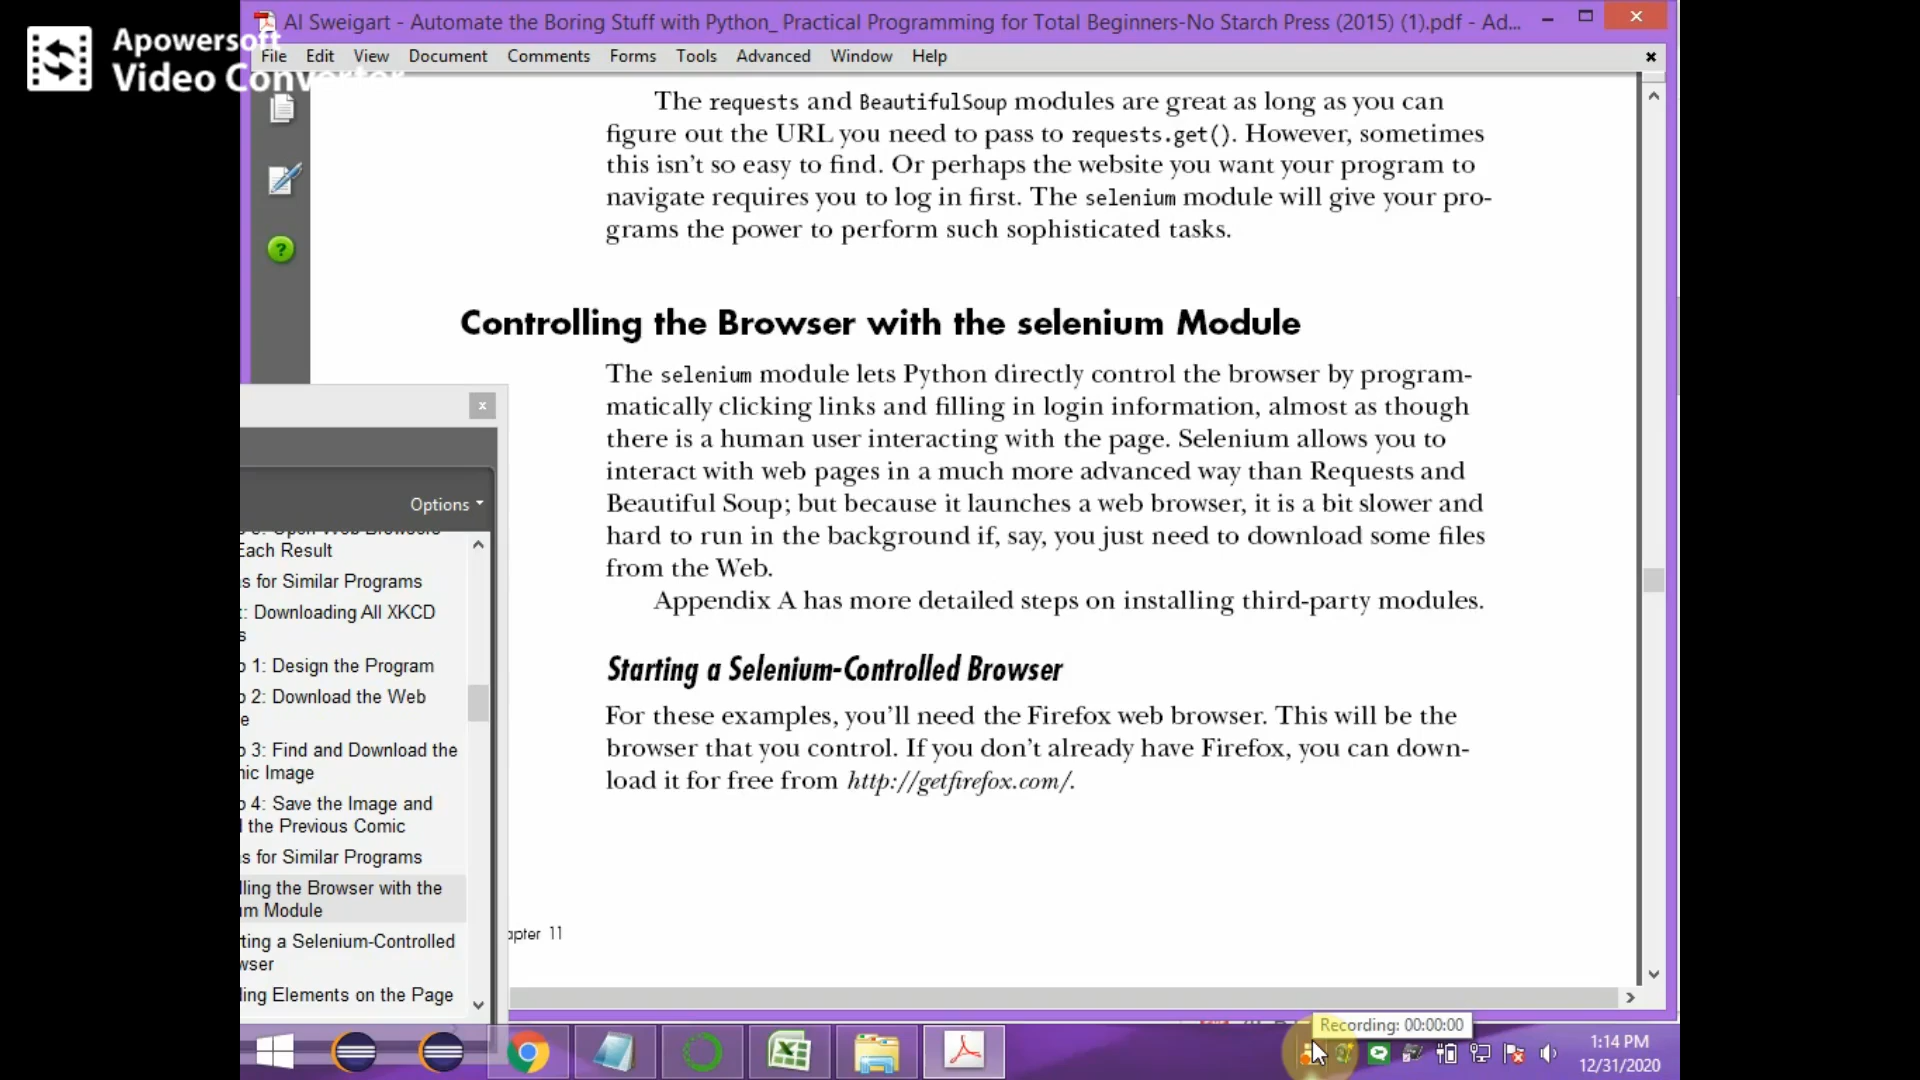 Apowersoft
Video Converter
Al Sweigart - Automate the Boring Stuff with Python_ Practical Programming for Total Beginners-No Starch Press (2015) (1).pdf - Ad...
File Edit View Document Comments Forms Tools Advanced Window Help
The requests and BeautifulSoup modules are great as long as you can
figure out the URL you need to pass to requests.get(). However, sometimes
this isn't so easy to find. Or perhaps the website you want your program to
navigate requires you to log in first. The selenium module will give your pro-
grams the power to perform such sophisticated tasks.
Controlling the Browser with the selenium Module
The selenium module lets Python directly control the browser by program-
matically clicking links and filling in login information, almost as though
there is a human user interacting with the page. Selenium allows you to
interact with web pages in a much more advanced way than Requests and
Beautiful Soup; but because it launches a web browser, it is a bit slower and
hard to run in the background if, say, you just need to download some files
from the Web.
Appendix A has more detailed steps on installing third-party modules.
Starting a Selenium-Controlled Browser
For these examples, you'll need the Firefox web browser. This will be the
browser that you control. If you don't already have Firefox, you can down-
load it for free from http://getfirefox.com/.
apter 11
Options
Each Result
s for Similar Programs
: Downloading All XKCD
s
p 1: Design the Program
p 2: Download the Web
e
p 3: Find and Download the
nic Image
p 4: Save the Image and
the Previous Comic
s for Similar Programs
lling the Browser with the
um Module
rting a Selenium-Controlled
wser
ding Elements on the Page
Recording: 00:00:00
1:14 PM
12/31/2020